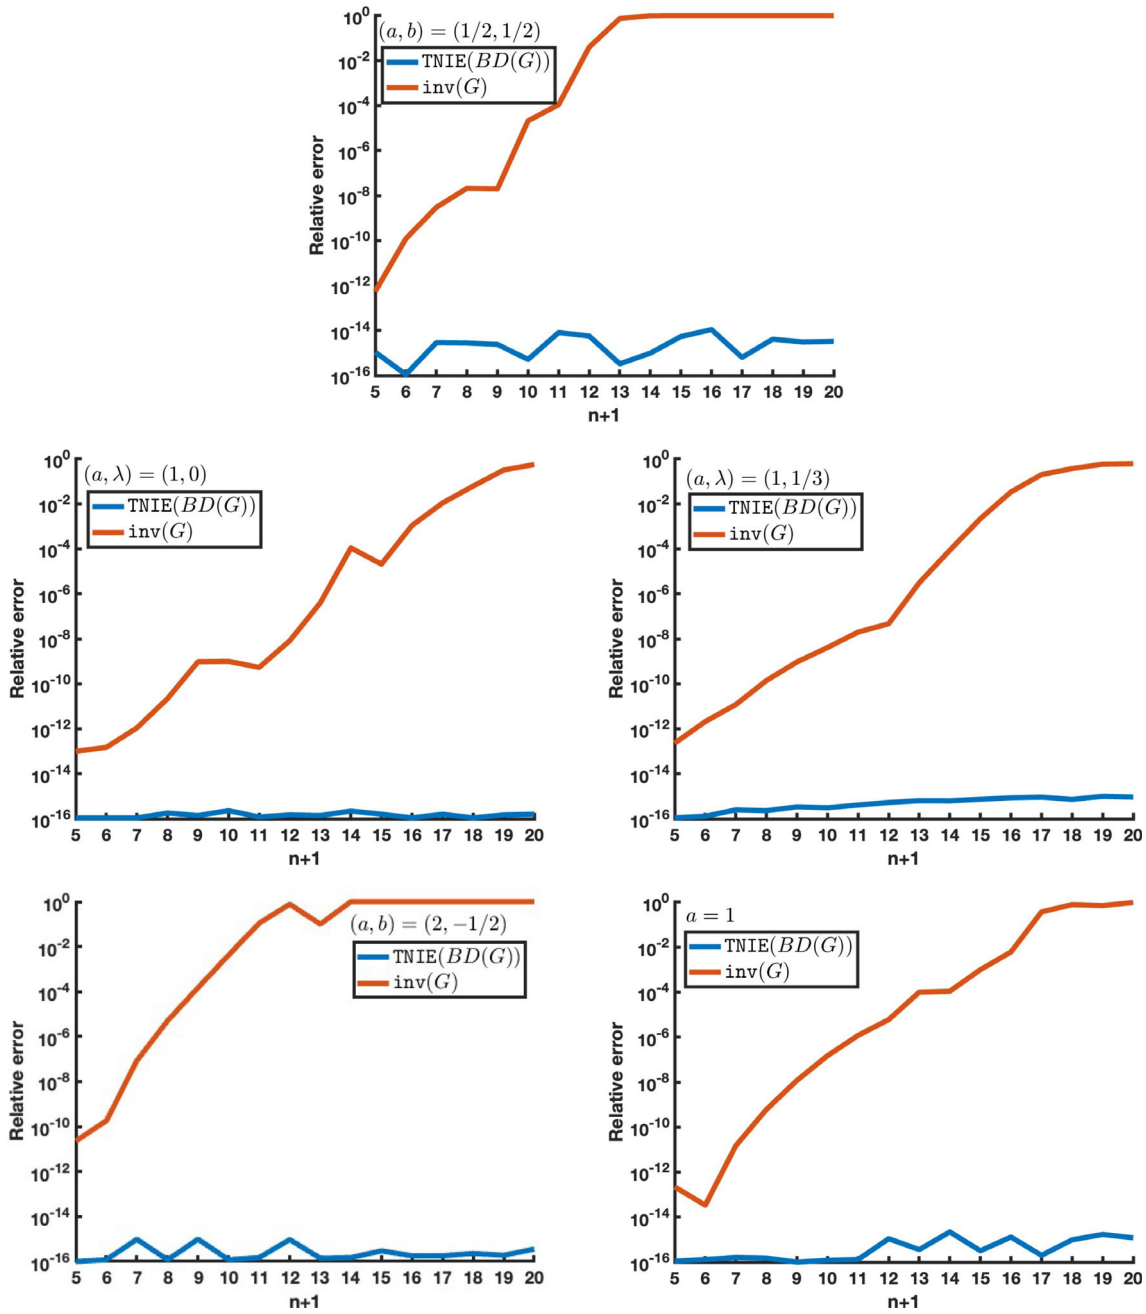 (a, b) = (1/2, 1/2)
TNIE(BD(G))
inv(G)
Relative error
10^0
10^-2
10^-4
10^-6
10^-8
10^-10
10^-12
10^-14
10^-16
5 6 7 8 9 10 11 12 13 14 15 16 17 18 19 20
n+1
(a, λ) = (1, 0)
TNIE(BD(G))
inv(G)
Relative error
10^0
10^-2
10^-4
10^-6
10^-8
10^-10
10^-12
10^-14
10^-16
5 6 7 8 9 10 11 12 13 14 15 16 17 18 19 20
n+1
(a, λ) = (1, 1/3)
TNIE(BD(G))
inv(G)
Relative error
10^0
10^-2
10^-4
10^-6
10^-8
10^-10
10^-12
10^-14
10^-16
5 6 7 8 9 10 11 12 13 14 15 16 17 18 19 20
n+1
(a, b) = (2, −1/2)
TNIE(BD(G))
inv(G)
Relative error
10^0
10^-2
10^-4
10^-6
10^-8
10^-10
10^-12
10^-14
10^-16
5 6 7 8 9 10 11 12 13 14 15 16 17 18 19 20
n+1
a = 1
TNIE(BD(G))
inv(G)
Relative error
10^0
10^-2
10^-4
10^-6
10^-8
10^-10
10^-12
10^-14
10^-16
5 6 7 8 9 10 11 12 13 14 15 16 17 18 19 20
n+1